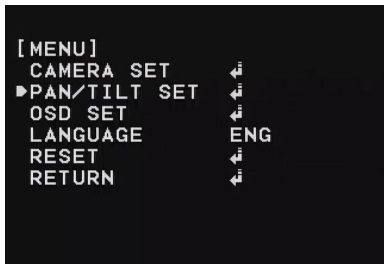 [MENU]
CAMERA SET ↲
▶PAN/TILT SET ↲
OSD SET ↲
LANGUAGE ENG
RESET ↲
RETURN ↲